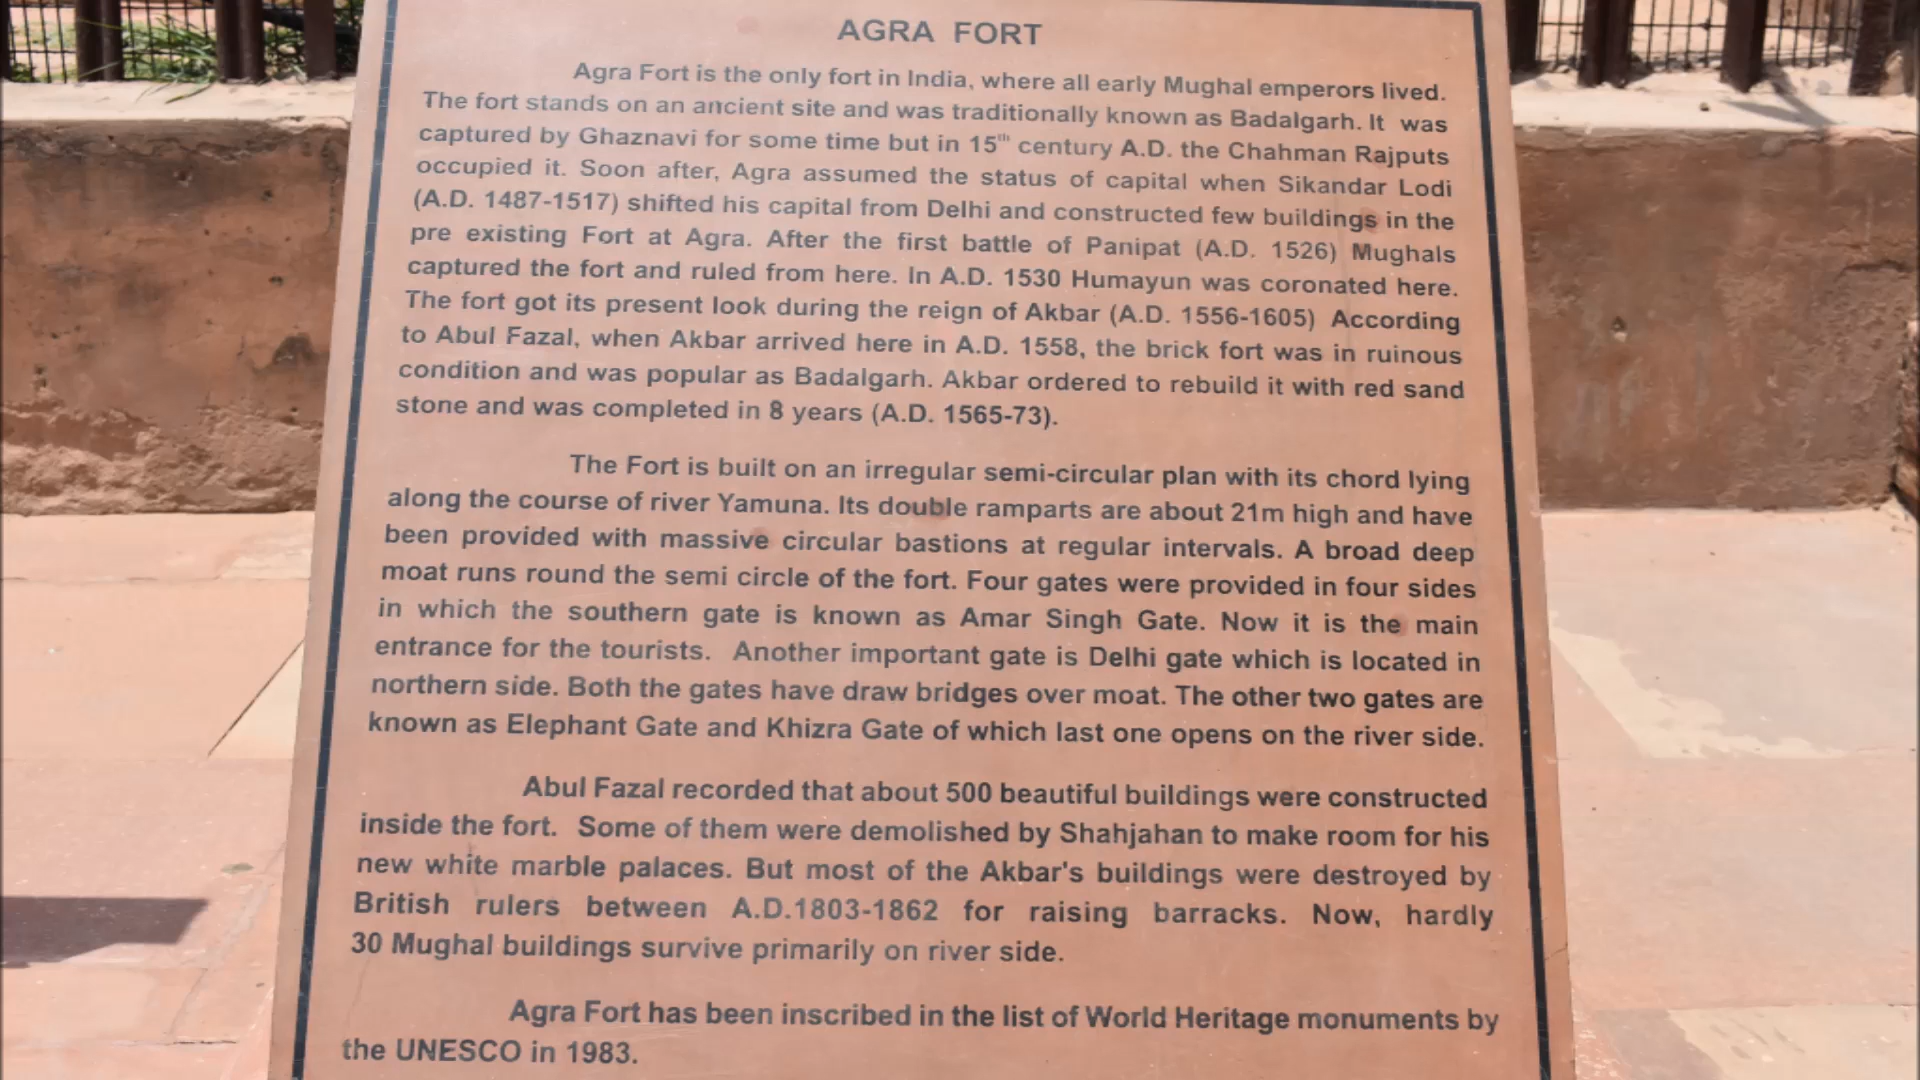 AGRA FORT
Agra Fort is the only fort in India, where all early Mughal emperors lived.
The fort stands on an ancient site and was traditionally known as Badalgarh. It was
captured by Ghaznavi for some time but in 15th century A.D. the Chahman Rajputs
occupied it. Soon after, Agra assumed the status of capital when Sikandar Lodi
(A.D. 1487-1517) shifted his capital from Delhi and constructed few buildings in the
pre existing Fort at Agra. After the first battle of Panipat (A.D. 1526) Mughals
captured the fort and ruled from here. In A.D. 1530 Humayun was coronated here.
The fort got its present look during the reign of Akbar (A.D. 1556-1605) According
to Abul Fazal, when Akbar arrived here in A.D. 1558, the brick fort was in ruinous
condition and was popular as Badalgarh. Akbar ordered to rebuild it with red sand
stone and was completed in 8 years (A.D. 1565-73).
The Fort is built on an irregular semi-circular plan with its chord lying
along the course of river Yamuna. Its double ramparts are about 21m high and have
been provided with massive circular bastions at regular intervals. A broad deep
moat runs round the semi circle of the fort. Four gates were provided in four sides
in which the southern gate is known as Amar Singh Gate. Now it is the main
entrance for the tourists. Another important gate is Delhi gate which is located in
northern side. Both the gates have draw bridges over moat. The other two gates are
known as Elephant Gate and Khizra Gate of which last one opens on the river side.
Abul Fazal recorded that about 500 beautiful buildings were constructed
inside the fort. Some of them were demolished by Shahjahan to make room for his
new white marble palaces. But most of the Akbar's buildings were destroyed by
British rulers between A.D.1803-1862 for raising barracks. Now, hardly
30 Mughal buildings survive primarily on river side.
Agra Fort has been inscribed in the list of World Heritage monuments by
the UNESCO in 1983.